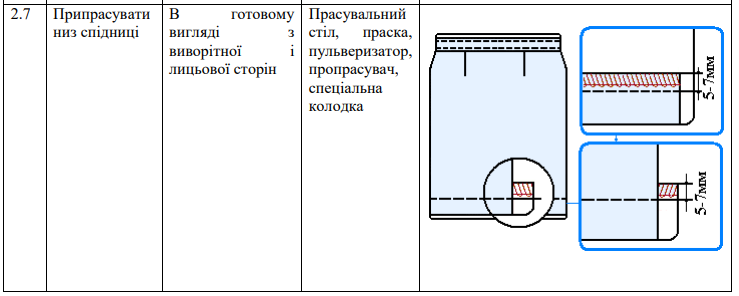 2.7
Припрасувати
низ спідниці
В готовому
вигляді з
виворітної і
лицьової сторін
Прасувальний
стіл, праска,
пульверизатор,
пропрасувач,
спеціальна
колодка
5-7мм
5-7мм